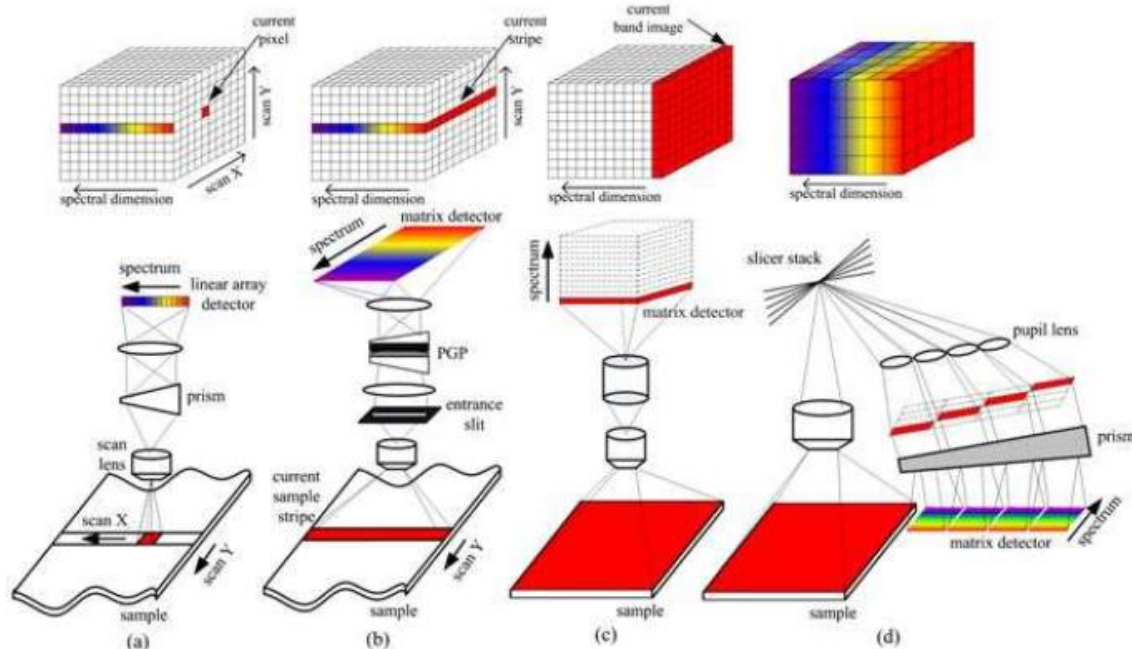 current
pixel
scan Y
scan X
spectral dimension
current
stripe
scan Y
spectral dimension
current
band image
scan Y
spectral dimension
spectral dimension
spectrum
linear array
detector
prism
scan
lens
scan X
scan Y
sample
(a)
matrix detector
spectrum
PGP
entrance
slit
current
sample
stripe
scan Y
sample
(b)
spectrum
matrix detector
sample
(c)
slicer stack
pupil lens
prism
spectrum
matrix detector
sample
(d)